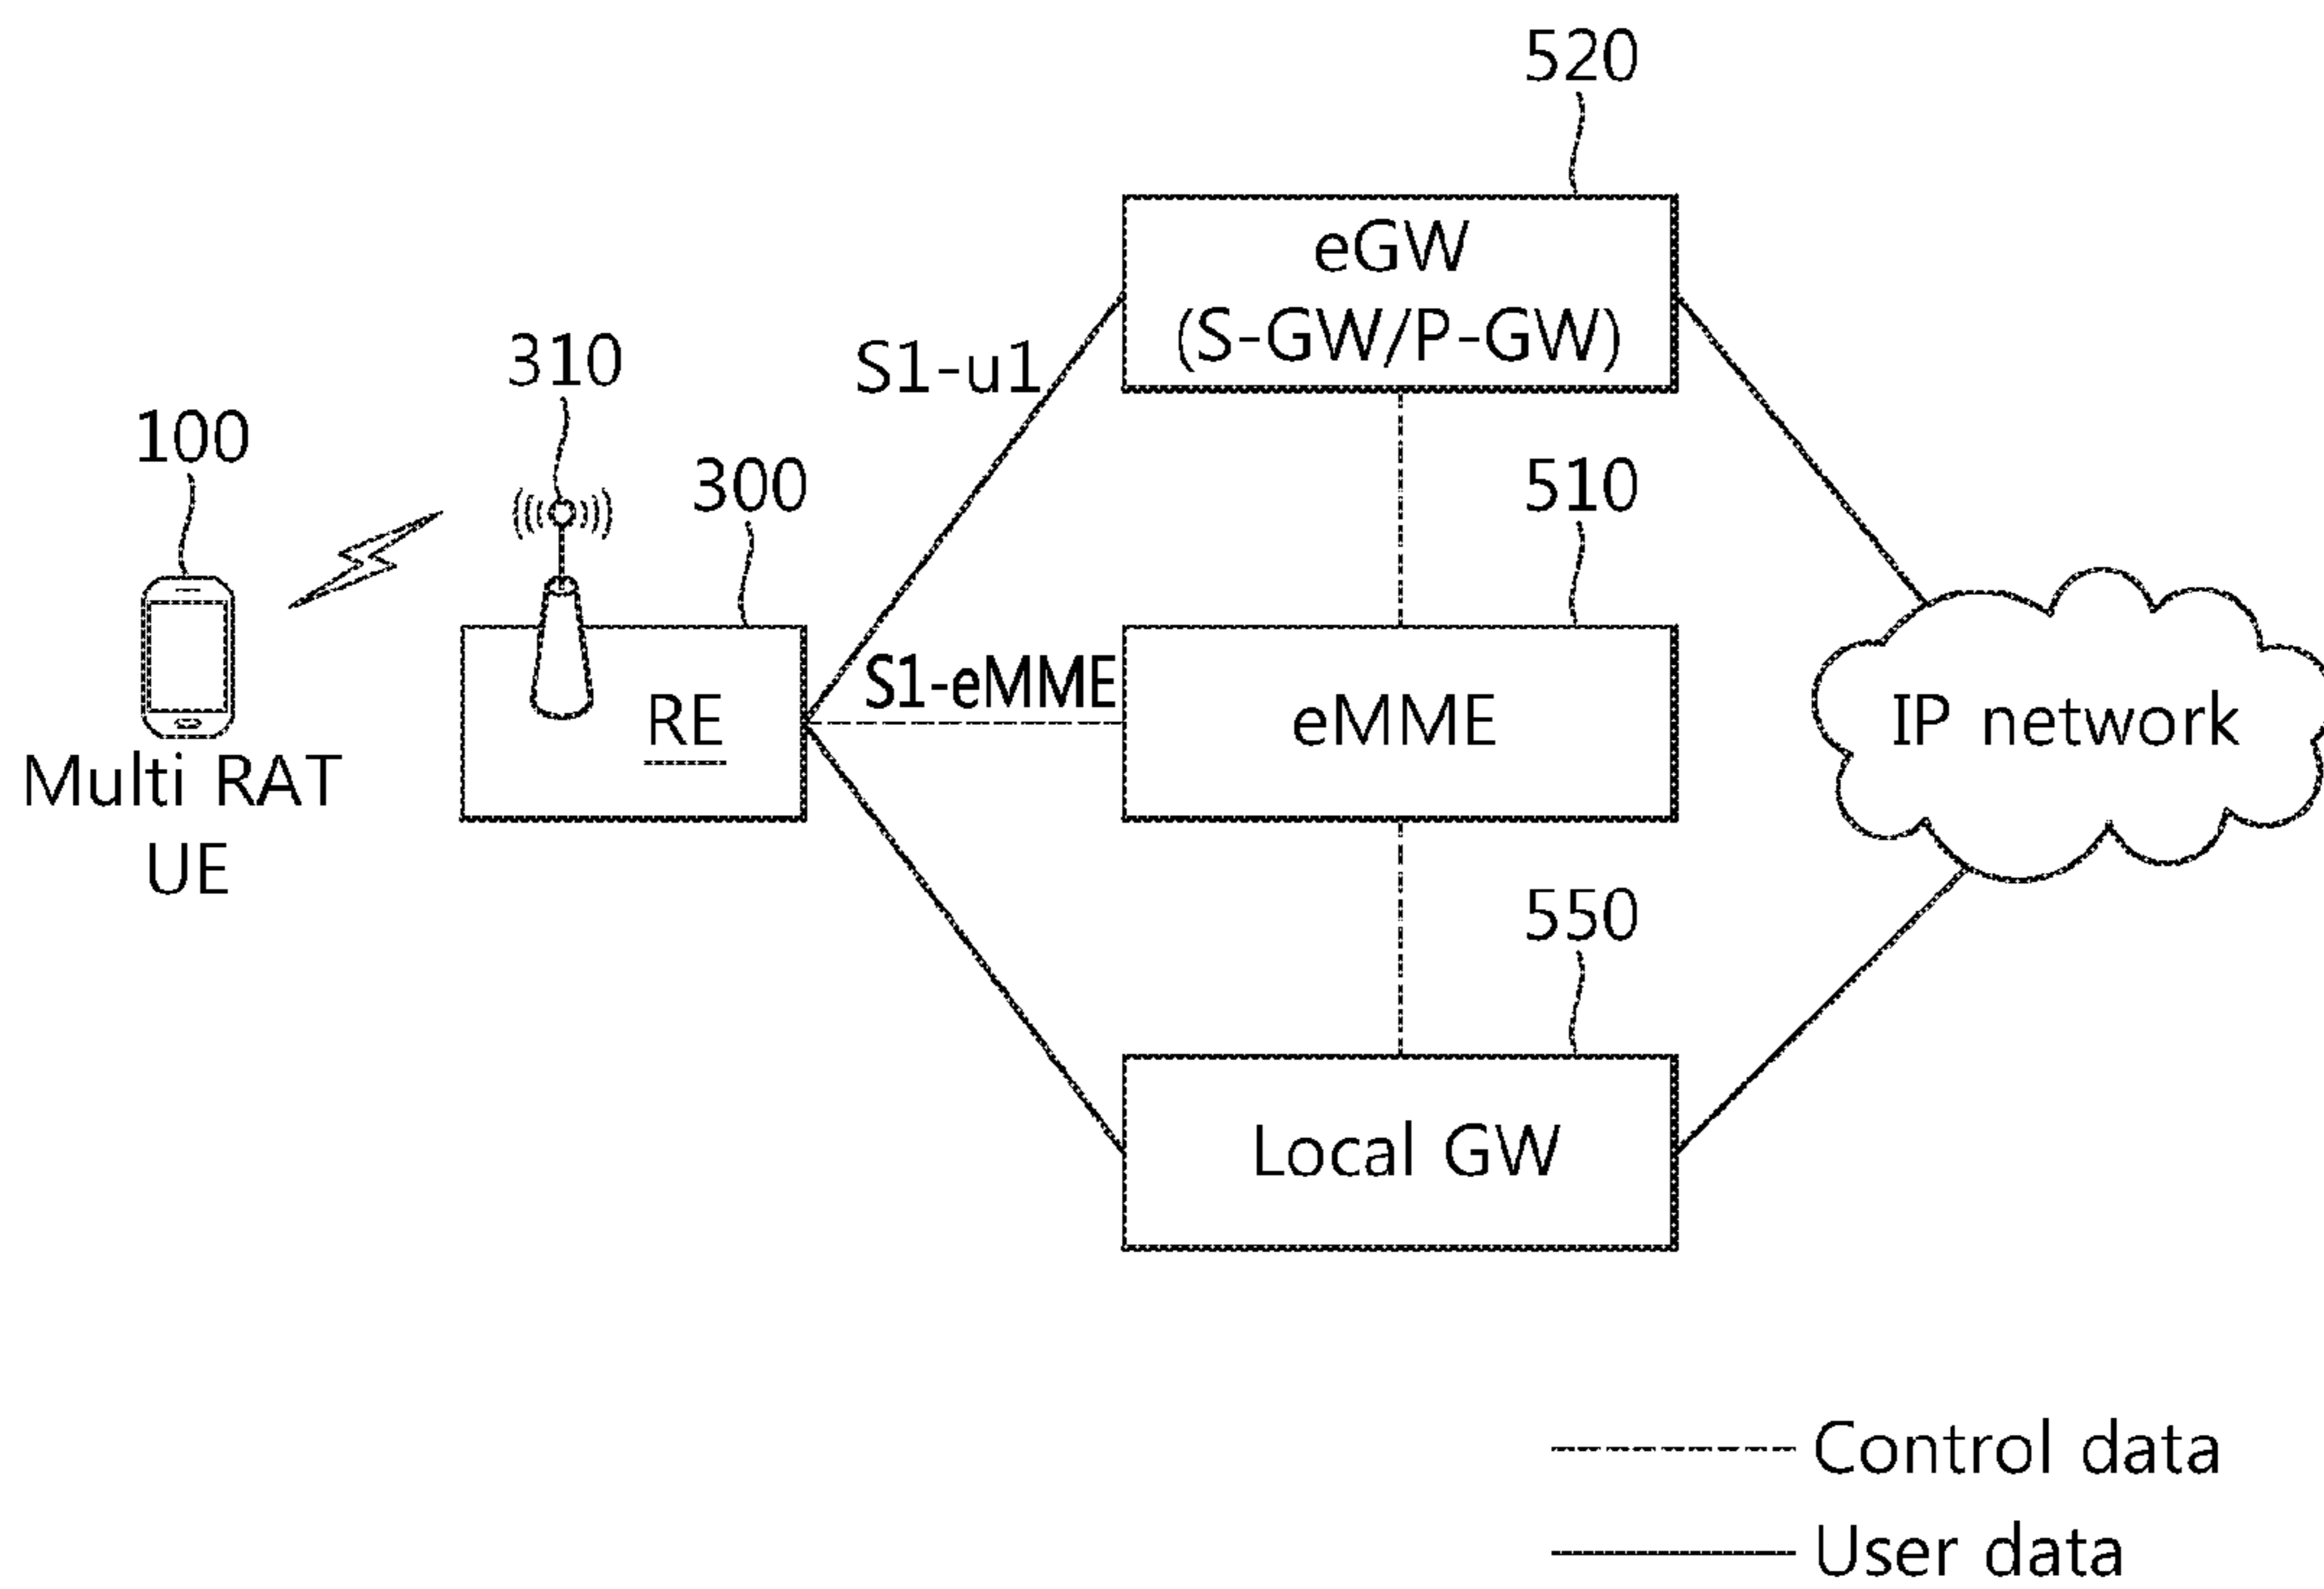 520
eGW
(S-GW/P-GW)
310
S1-u1
100
300
510
S1-eMME
RE
eMME
IP network
Multi RAT
UE
550
Local GW
Control data
User data